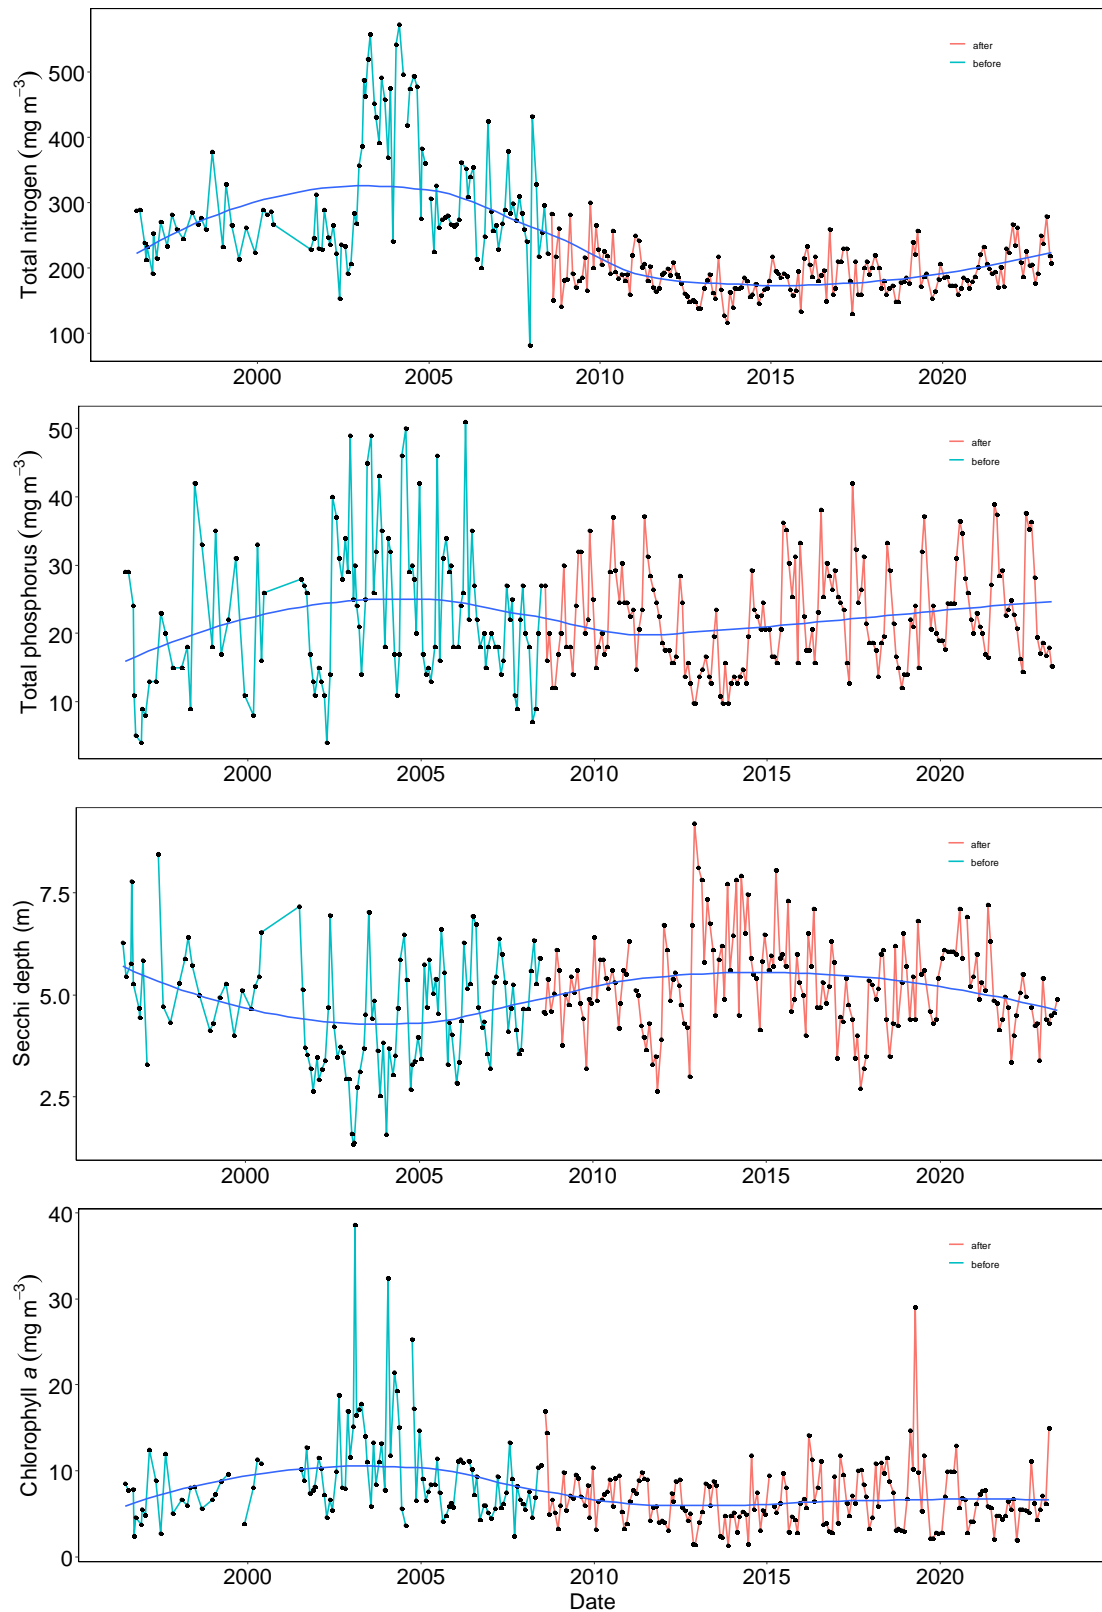 Total nitrogen (mg m⁻³)
500
400
300
200
100
after
before
2000 2005 2010 2015 2020
Total phosphorus (mg m⁻³)
50
40
30
20
10
after
before
2000 2005 2010 2015 2020
Secchi depth (m)
7.5
5.0
2.5
after
before
2000 2005 2010 2015 2020
Chlorophyll a (mg m⁻³)
40
30
20
10
0
after
before
2000 2005 2010 2015 2020
Date